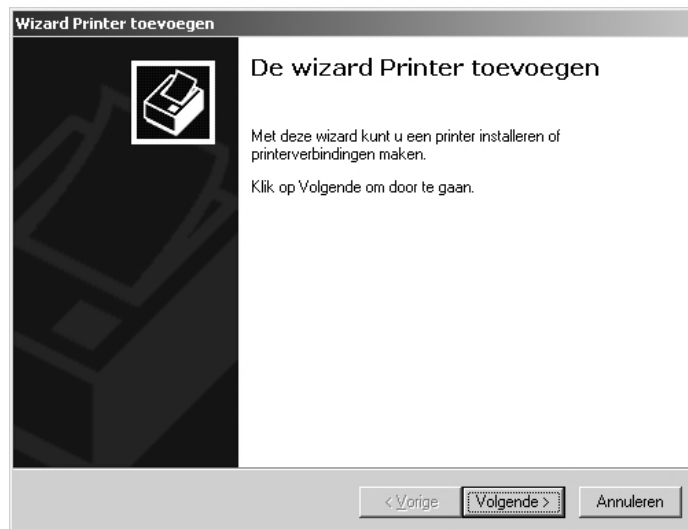 Wizard Printer toevoegen
De wizard Printer toevoegen
Met deze wizard kunt u een printer installeren of
printerverbindingen maken.
Klik op Volgende om door te gaan.
< Vorige
Volgende >
Annuleren